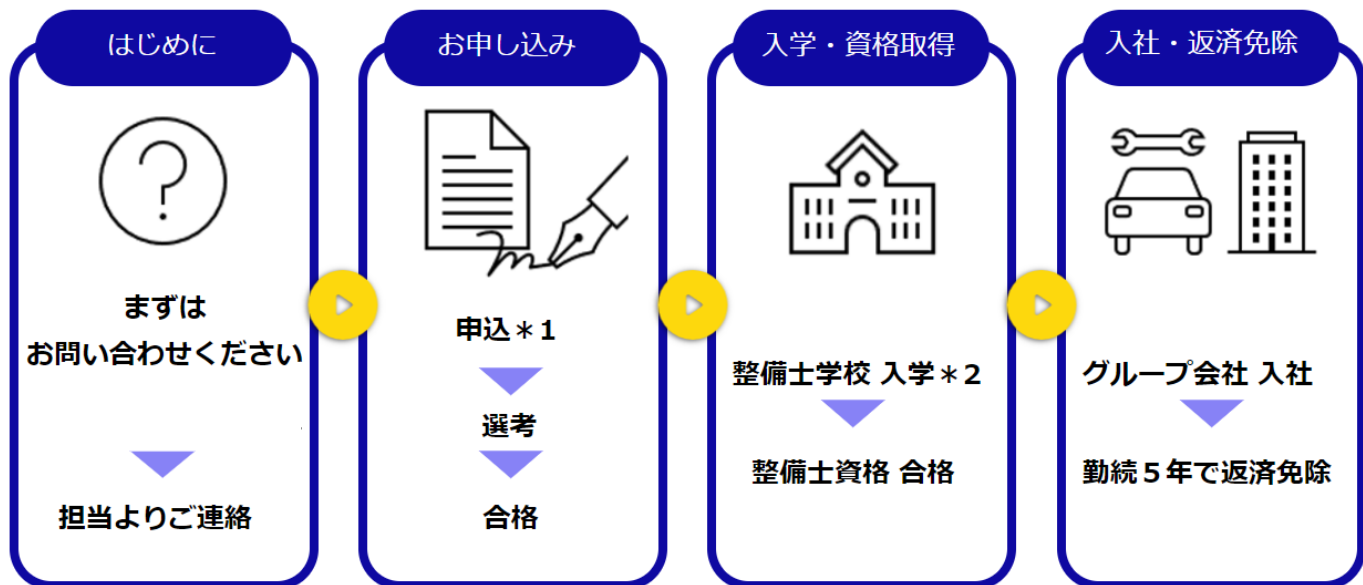 はじめに
まずは
お問い合わせください
担当よりご連絡
お申し込み
申込＊1
選考
合格
入学・資格取得
整備士学校 入学＊2
整備士資格 合格
入社・返済免除
グループ会社 入社
勤続５年で返済免除